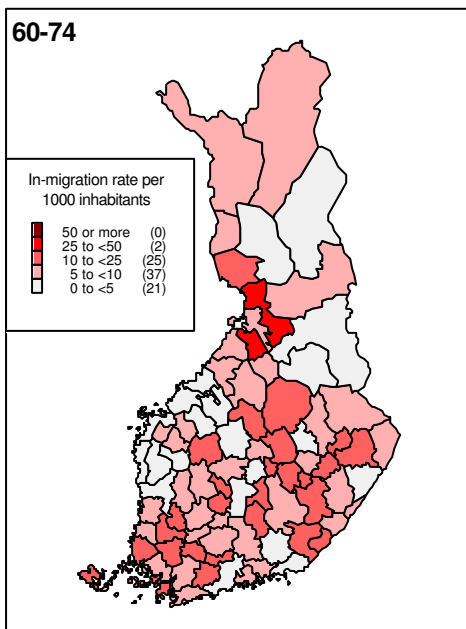 60-74
In-migration rate per
1000 inhabitants
50 or more (0)
25 to <50 (2)
10 to <25 (25)
5 to <10 (37)
0 to <5 (21)